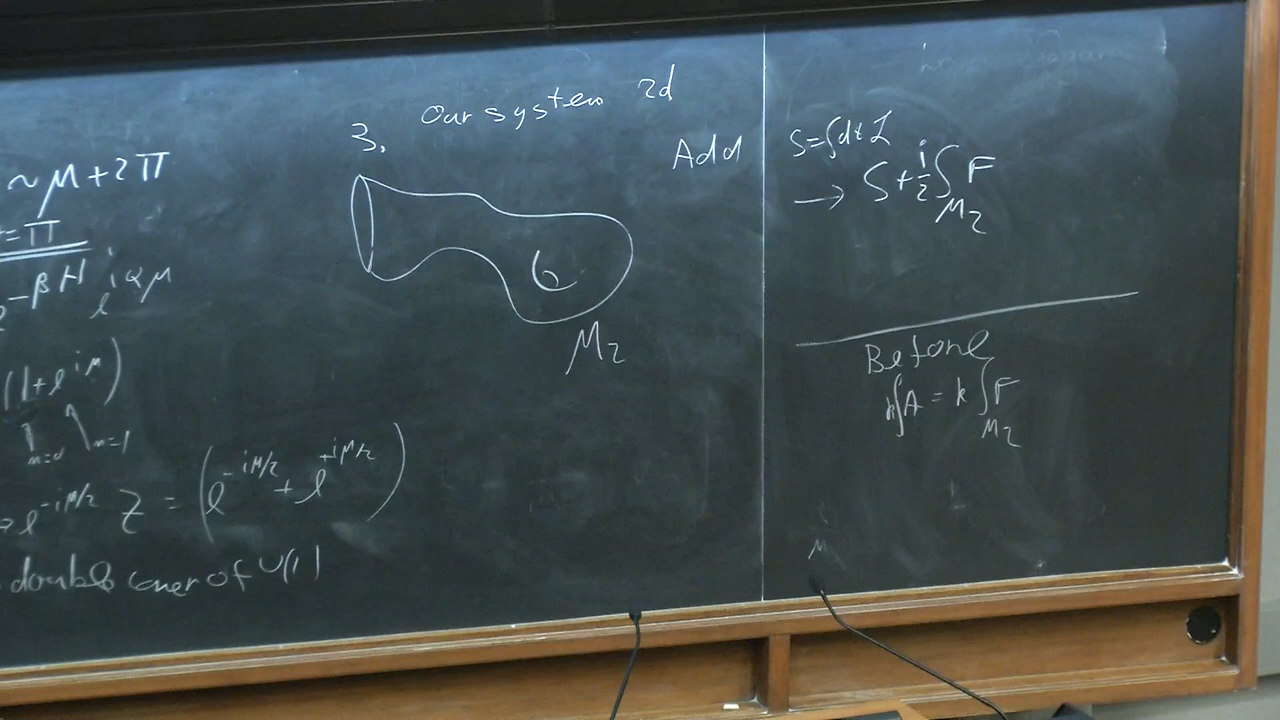 ~ μ + 2π
= π
e^{-βH} e^{iQμ}
(1+e^{iμ})
n=0 n=1
→ e^{-iμ/2} Z = (e^{-iμ/2} + e^{+iμ/2})
double cover of U(1)
3.
Our system 2d
M₂
Add
S=∫dt L
→ S + i/2 ∫_{M₂} F
Before
k∫A = k ∫_{M₂} F